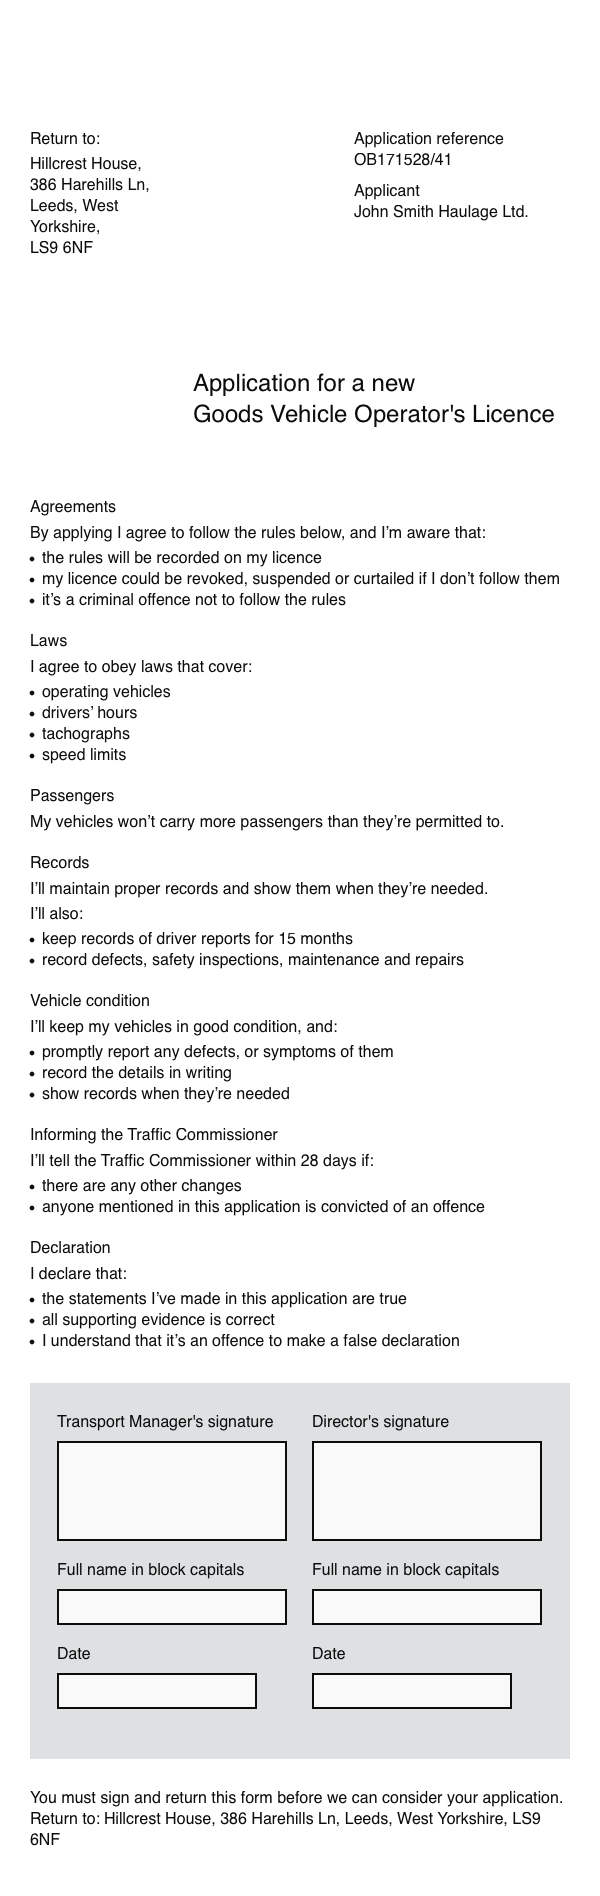 Return to:
Hillcrest House,
386 Harehills Ln,
Leeds, West
Yorkshire,
LS9 6NF
Application reference
OB171528/41
Applicant
John Smith Haulage Ltd.
Application for a new
Goods Vehicle Operator's Licence
Agreements
By applying I agree to follow the rules below, and I’m aware that:
• the rules will be recorded on my licence
• my licence could be revoked, suspended or curtailed if I don’t follow them
• it’s a criminal offence not to follow the rules
Laws
I agree to obey laws that cover:
• operating vehicles
• drivers’ hours
• tachographs
• speed limits
Passengers
My vehicles won’t carry more passengers than they’re permitted to.
Records
I’ll maintain proper records and show them when they’re needed.
I’ll also:
• keep records of driver reports for 15 months
• record defects, safety inspections, maintenance and repairs
Vehicle condition
I’ll keep my vehicles in good condition, and:
• promptly report any defects, or symptoms of them
• record the details in writing
• show records when they’re needed
Informing the Traffic Commissioner
I’ll tell the Traffic Commissioner within 28 days if:
• there are any other changes
• anyone mentioned in this application is convicted of an offence
Declaration
I declare that:
• the statements I’ve made in this application are true
• all supporting evidence is correct
• I understand that it’s an offence to make a false declaration
Transport Manager's signature
Director's signature
Full name in block capitals
Full name in block capitals
Date
Date
You must sign and return this form before we can consider your application.
Return to: Hillcrest House, 386 Harehills Ln, Leeds, West Yorkshire, LS9
6NF